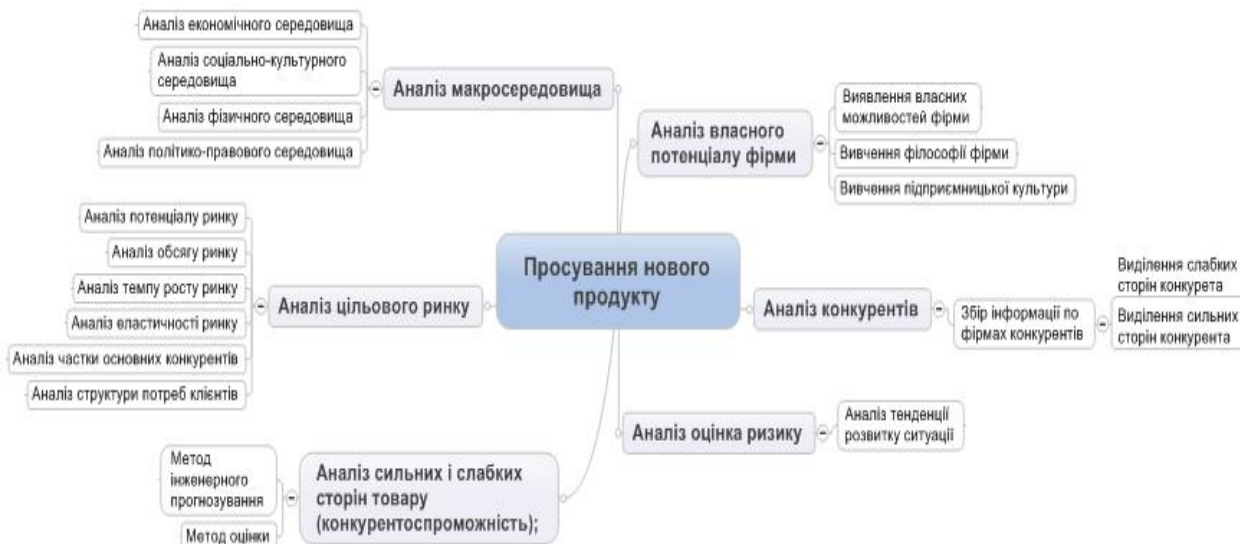 Аналіз економічного середовища
Аналіз соціально-культурного
середовища
Аналіз фізичного середовища
Аналіз політико-правового середовища
Аналіз макросередовища
Аналіз потенціалу ринку
Аналіз обсягу ринку
Аналіз темпу росту ринку
Аналіз еластичності ринку
Аналіз частки основних конкурентів
Аналіз структури потреб клієнтів
Аналіз цільового ринку
Метод
інженерного
прогнозування
Метод оцінки
Аналіз сильних і слабких
сторін товару
(конкурентоспроможність);
Просування нового
продукту
Аналіз власного
потенціалу фірми
Виявлення власних
можливостей фірми
Вивчення філософії фірми
Вивчення підприємницької культури
Аналіз конкурентів
Збір інформації по
фірмах конкурентів
Виділення слабких
сторін конкурета
Виділення сильних
сторін конкурента
Аналіз оцінка ризику
Аналіз тенденції
розвитку ситуації